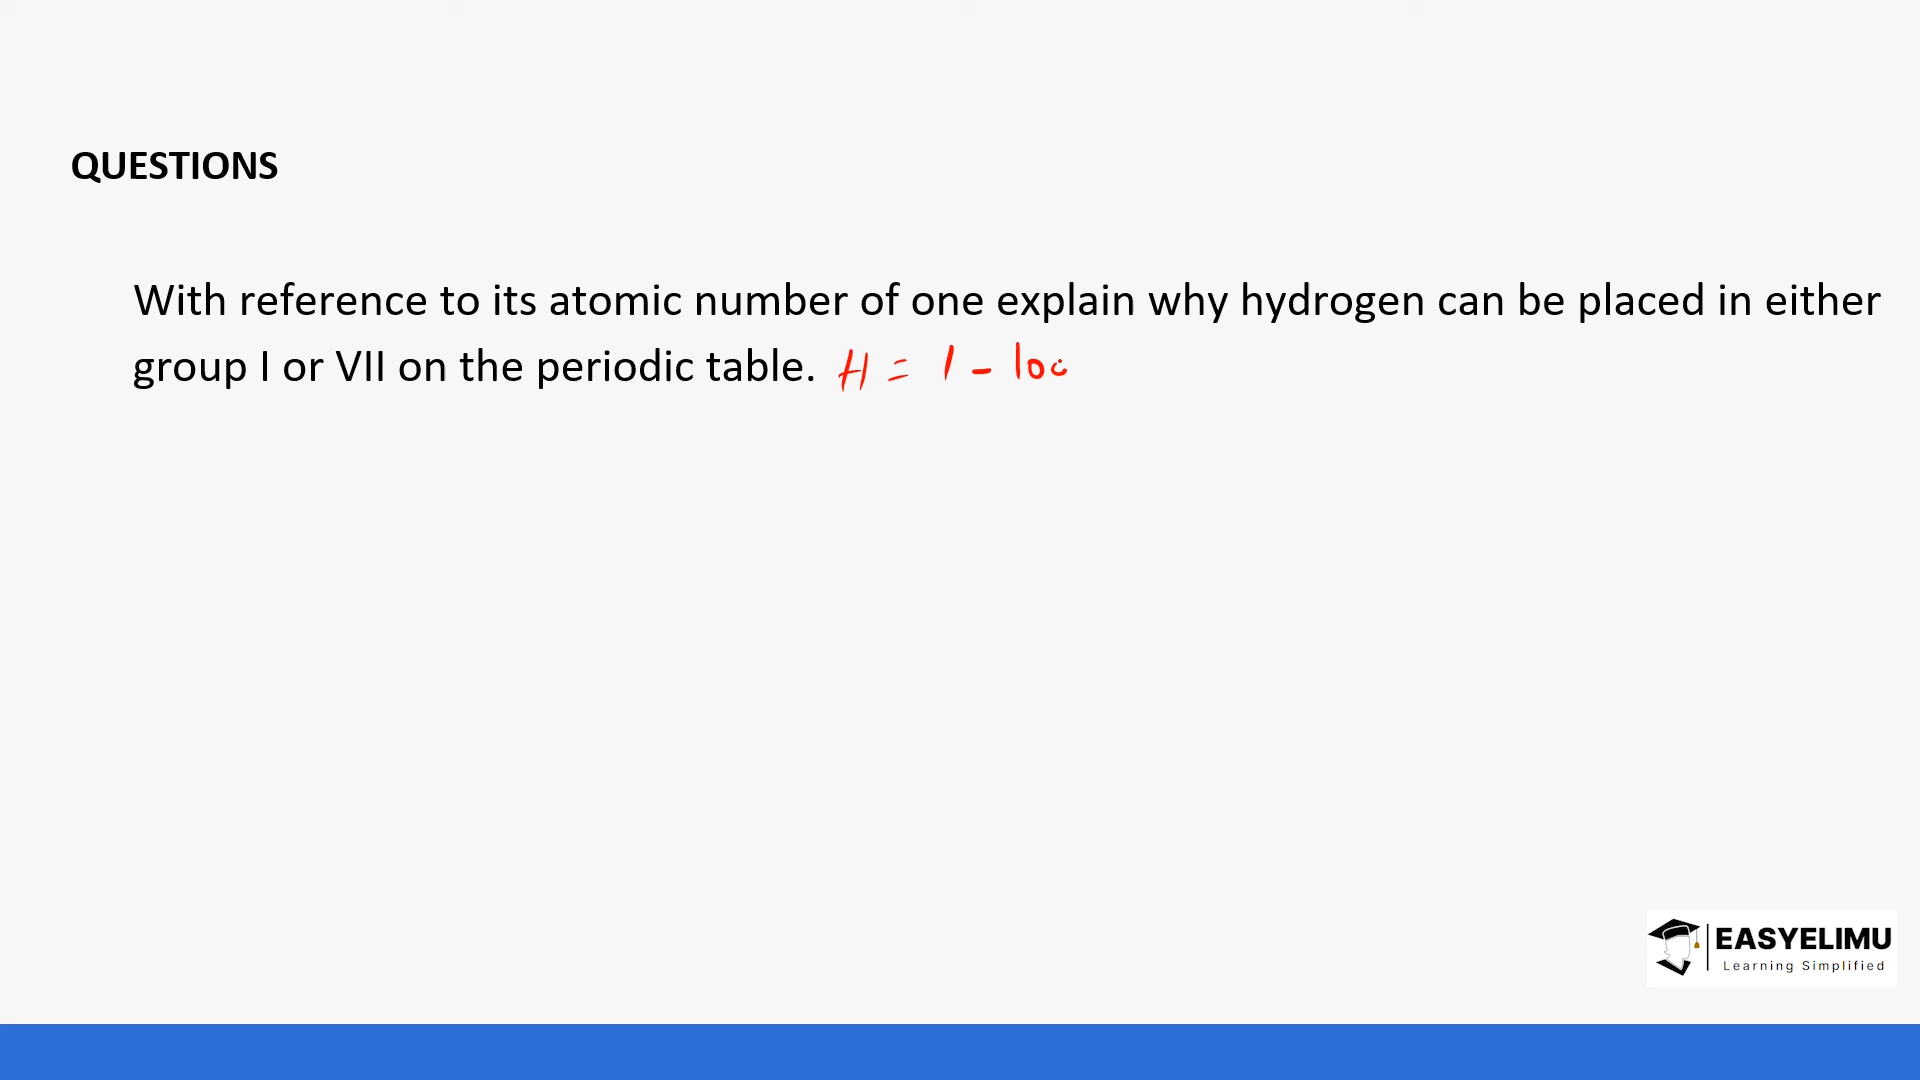 QUESTIONS
With reference to its atomic number of one explain why hydrogen can be placed in either
group I or VII on the periodic table. H = 1 - loc
EASYELIMU
Learning Simplified